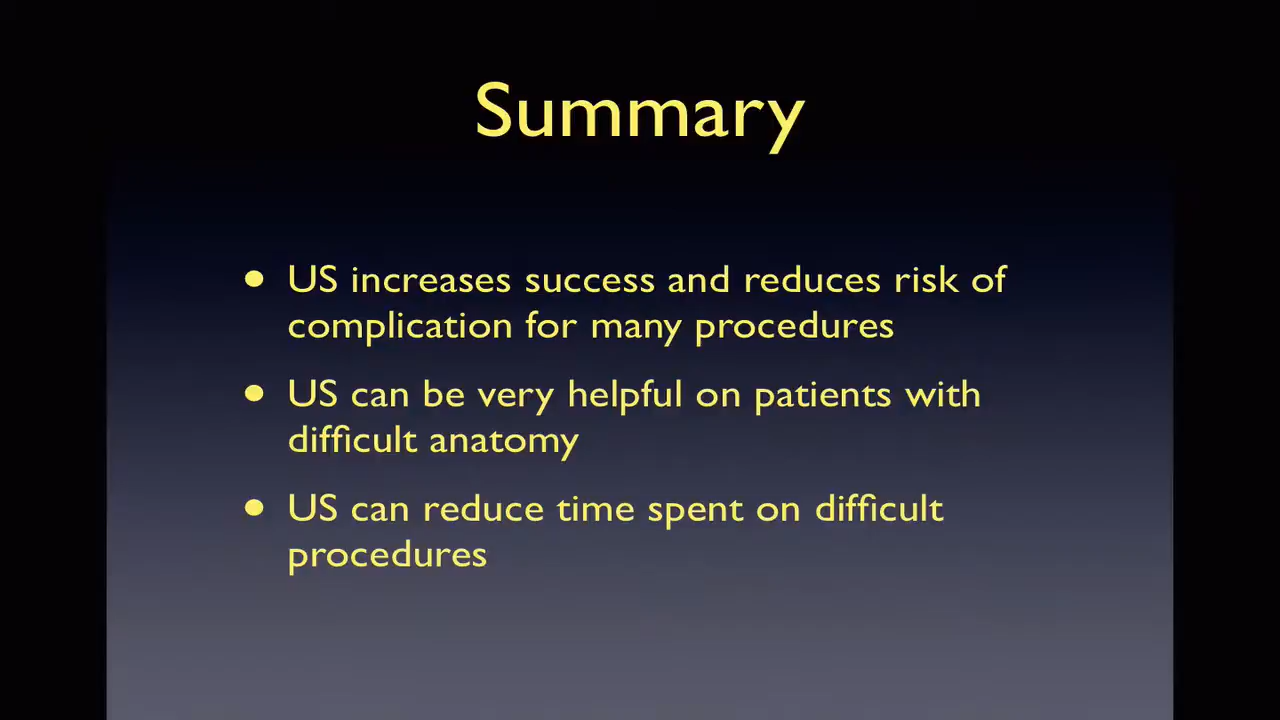 Summary
• US increases success and reduces risk of
complication for many procedures
• US can be very helpful on patients with
difficult anatomy
• US can reduce time spent on difficult
procedures